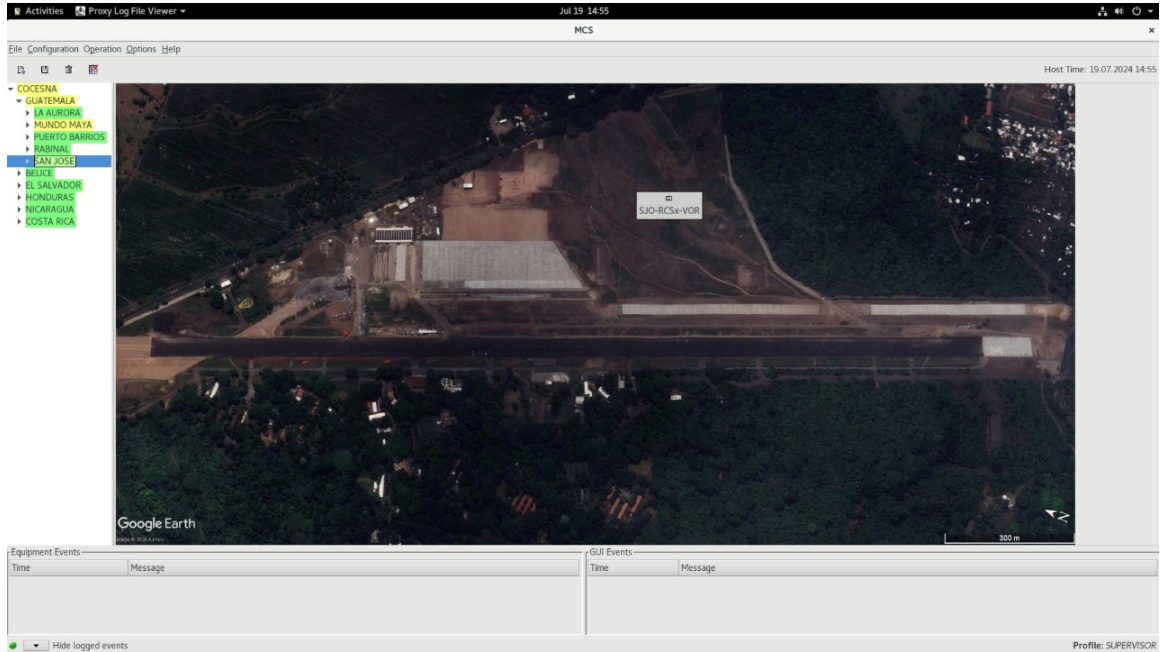 Activities Proxy Log File Viewer Jul 19 14:55
MCS
File Configuration Operation Options Help
Host Time: 19.07.2024 14:55
COCESNA
GUATEMALA
LA AURORA
MUNDO MAYA
PUERTO BARRIOS
RABINAL
SAN JOSE
BELICE
EL SALVADOR
HONDURAS
NICARAGUA
COSTA RICA
SJO-RCSx-VOR
Google Earth
300 m
Equipment Events
Time Message
GUI Events
Time Message
Hide logged events
Profile: SUPERVISOR